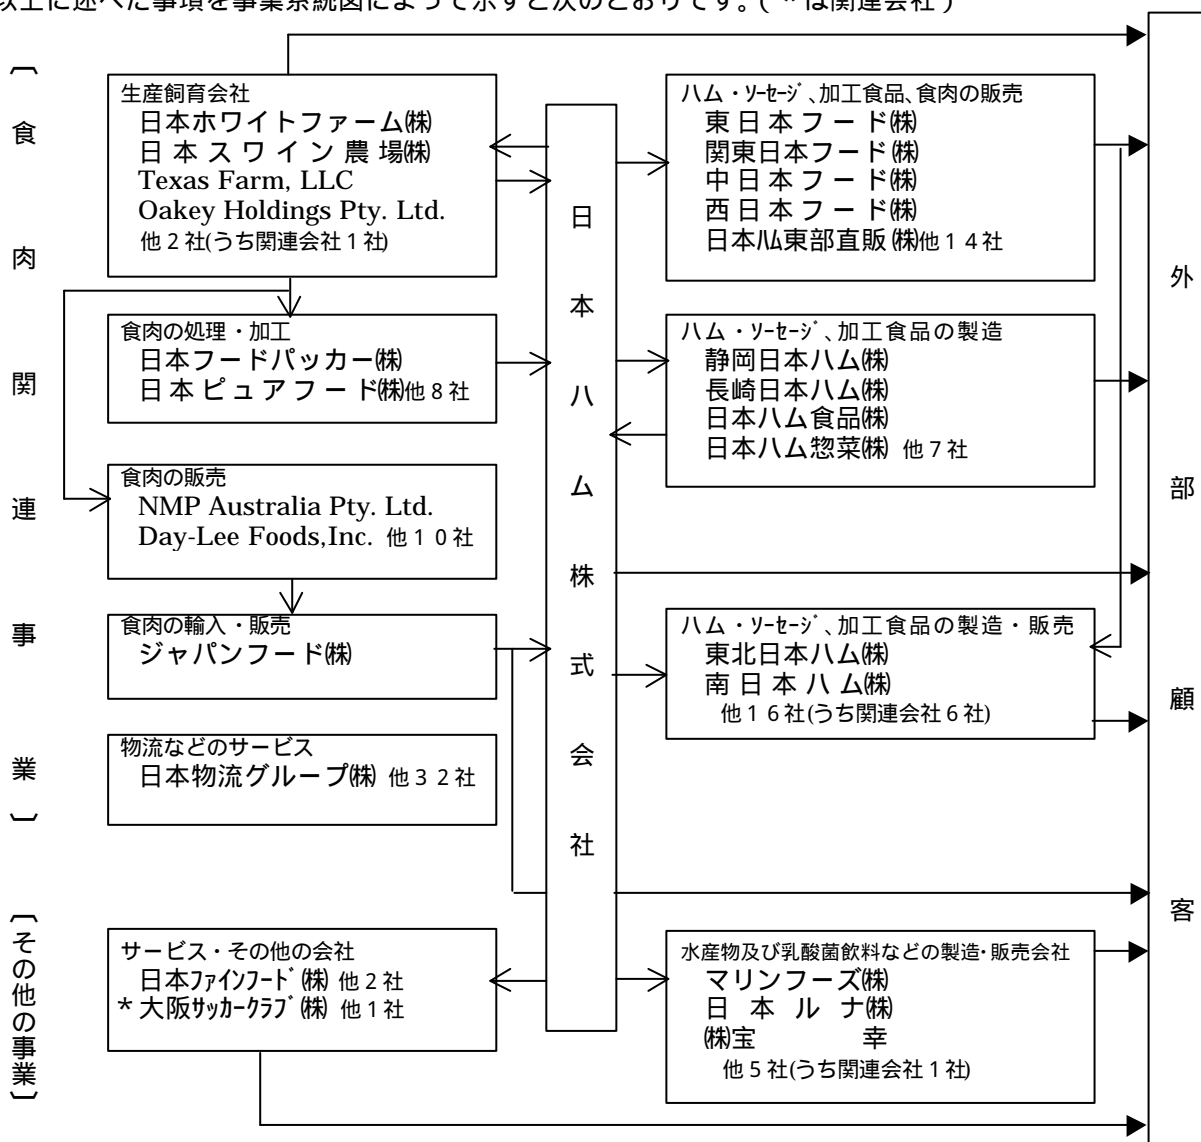 以上に述べた事項を事業系統図によって示すと次のとおりです。(*は関連会社)
〔食肉関連事業〕
生産飼育会社
日本ホワイトファーム㈱
日本スワイン農場㈱
Texas Farm, LLC
Oakey Holdings Pty. Ltd.
他2社(うち関連会社1社)
食肉の処理・加工
日本フードパッカー㈱
日本ピュアフード㈱他8社
食肉の販売
NMP Australia Pty. Ltd.
Day-Lee Foods,Inc. 他10社
食肉の輸入・販売
ジャパンフード㈱
物流などのサービス
日本物流グループ㈱ 他32社
〔その他の事業〕
サービス・その他の会社
日本ファインフード㈱ 他2社
*大阪サッカークラブ㈱ 他1社
日本ハム株式会社
ハム・ソーセージ、加工食品、食肉の販売
東日本フード㈱
関東日本フード㈱
中日本フード㈱
西日本フード㈱
日本ハム東部直販㈱他14社
ハム・ソーセージ、加工食品の製造
静岡日本ハム㈱
長崎日本ハム㈱
日本ハム食品㈱
日本ハム惣菜㈱ 他7社
ハム・ソーセージ、加工食品の製造・販売
東北日本ハム㈱
南日本ハム㈱
他16社(うち関連会社6社)
水産物及び乳酸菌飲料などの製造・販売会社
マリンフーズ㈱
日本ルナ㈱
㈱宝幸
他5社(うち関連会社1社)
外部顧客